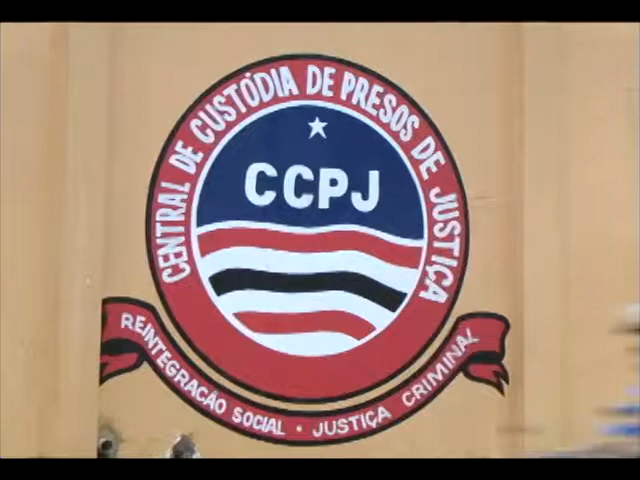 CENTRAL DE CUSTÓDIA DE PRESOS DE JUSTIÇA
CCPJ
REINTEGRAÇÃO SOCIAL • JUSTIÇA CRIMINAL